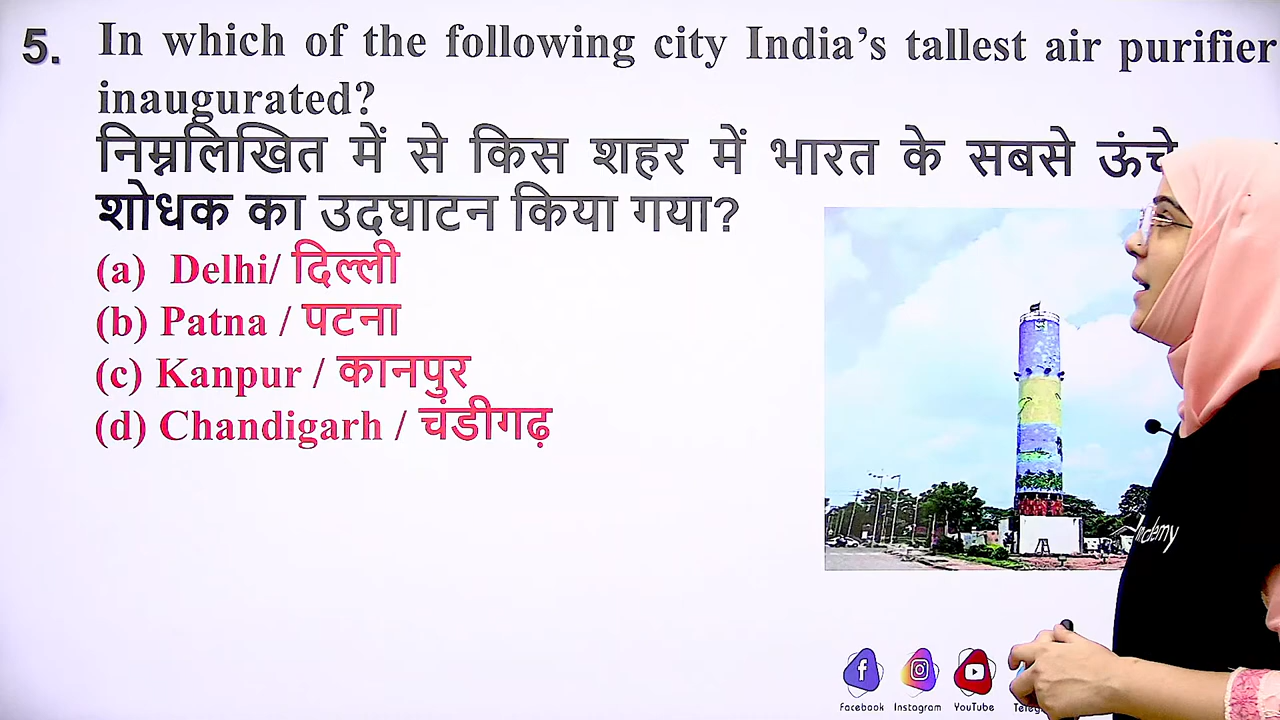 5. In which of the following city India's tallest air purifier
inaugurated?
निम्नलिखित में से किस शहर में भारत के सबसे ऊंचे
शोधक का उदघाटन किया गया?
(a) Delhi/ दिल्ली
(b) Patna / पटना
(c) Kanpur / कानपुर
(d) Chandigarh / चंडीगढ़
Facebook Instagram YouTube